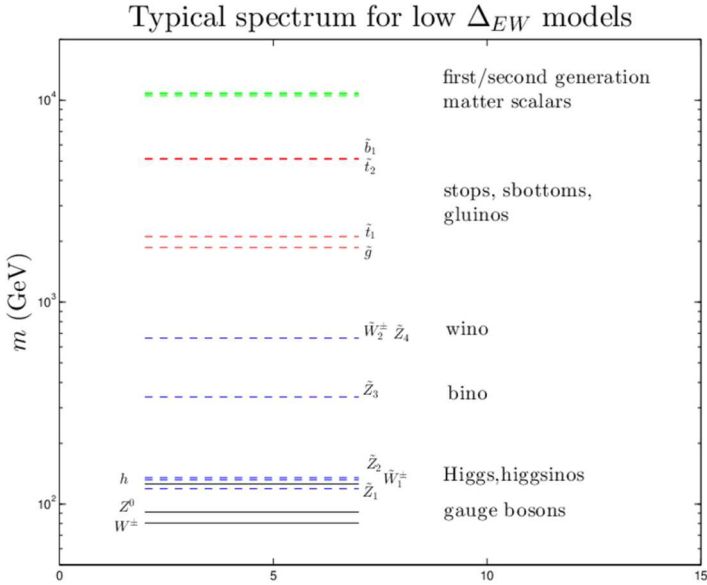 Typical spectrum for low Δ_EW models
10⁴
first/second generation
matter scalars
b̃₁
t̃₂
stops, sbottoms,
gluinos
t̃₁
g̃
10³
m (GeV)
W̃₂± Z̃₄ wino
Z̃₃ bino
Z̃₂
h W̃₁± Higgs,higgsinos
Z̃₁
10²
Z⁰ gauge bosons
W±
0 5 10 15